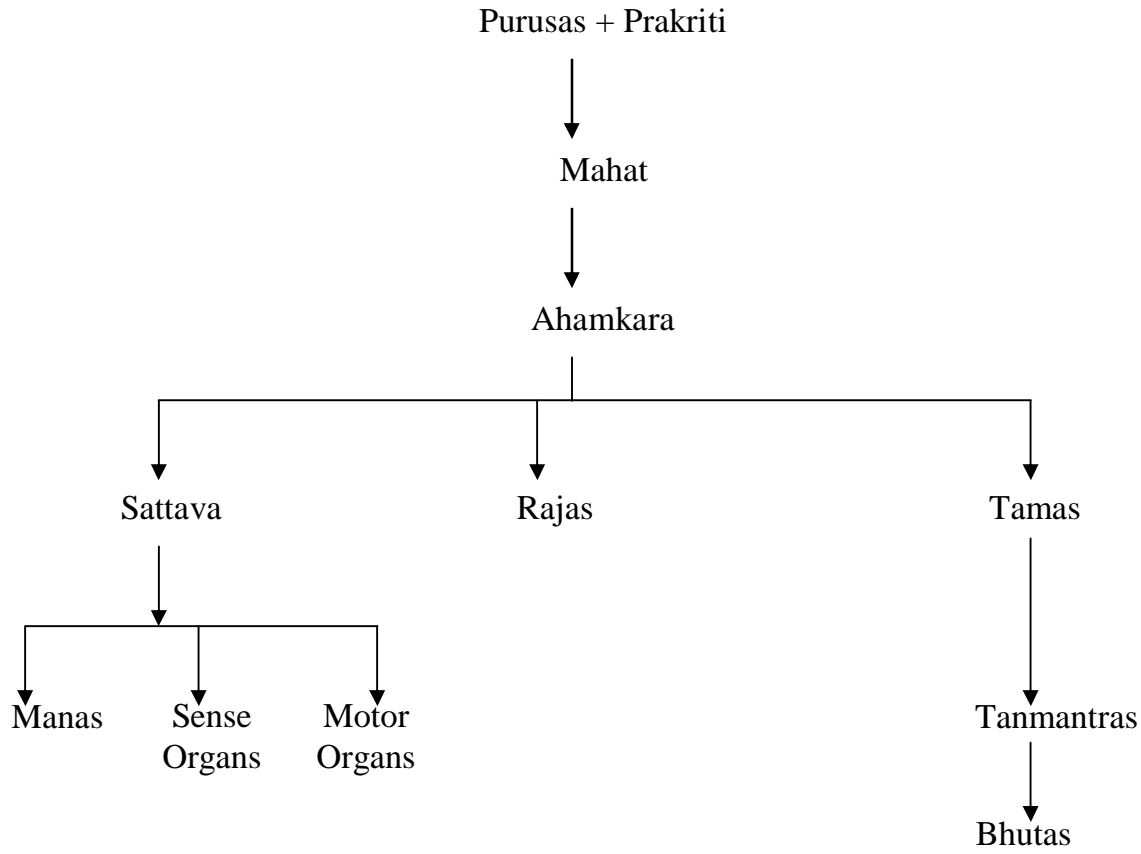 Purusas + Prakriti
Mahat
Ahamkara
Sattava
Rajas
Tamas
Manas
Sense
Organs
Motor
Organs
Tanmantras
Bhutas